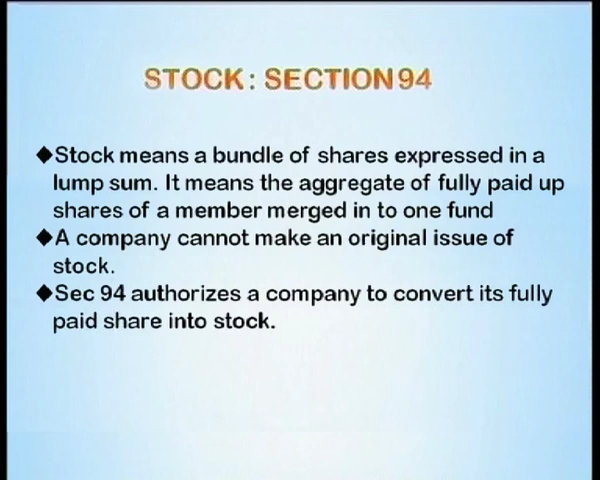 STOCK: SECTION 94
◆Stock means a bundle of shares expressed in a
lump sum. It means the aggregate of fully paid up
shares of a member merged in to one fund
◆A company cannot make an original issue of
stock.
◆Sec 94 authorizes a company to convert its fully
paid share into stock.